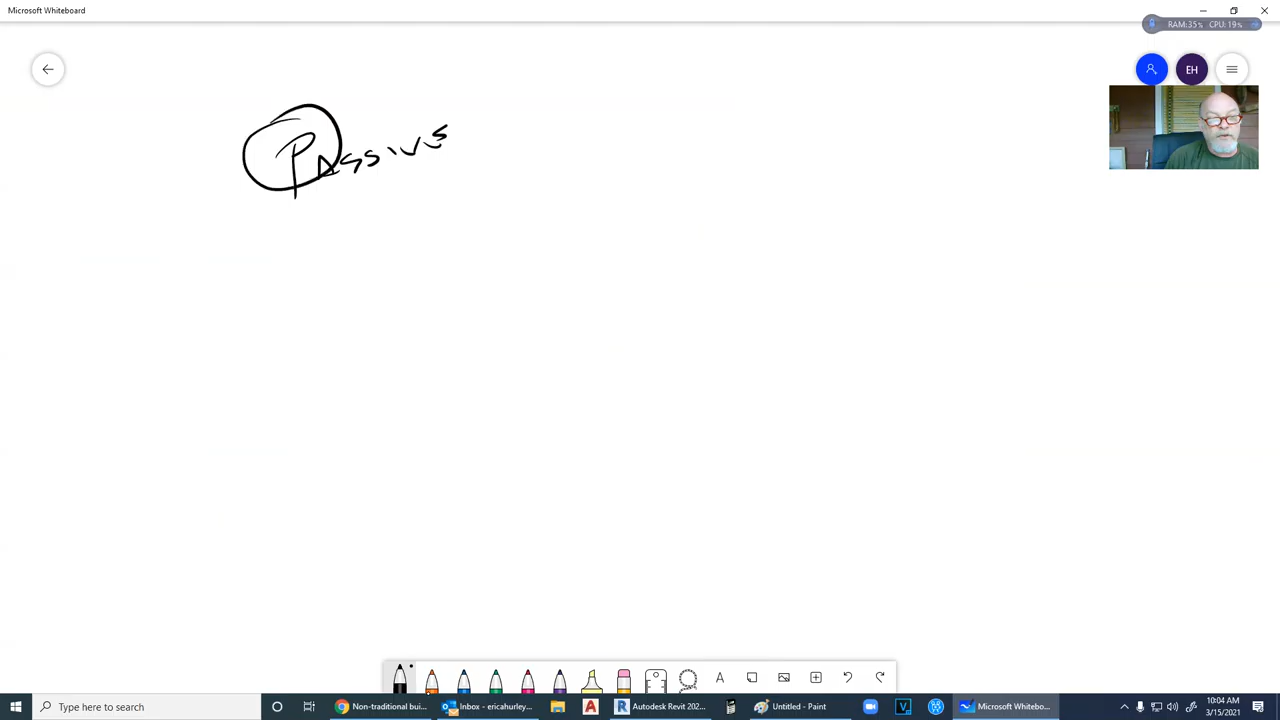 Microsoft Whiteboard
RAM:35% CPU:19%
EH
PASSIVUS
A
Type here to search
Non-traditional bui...
Inbox - ericahurley...
Autodesk Revit 202...
Untitled - Paint
Microsoft Whitebo...
10:04 AM
3/15/2021